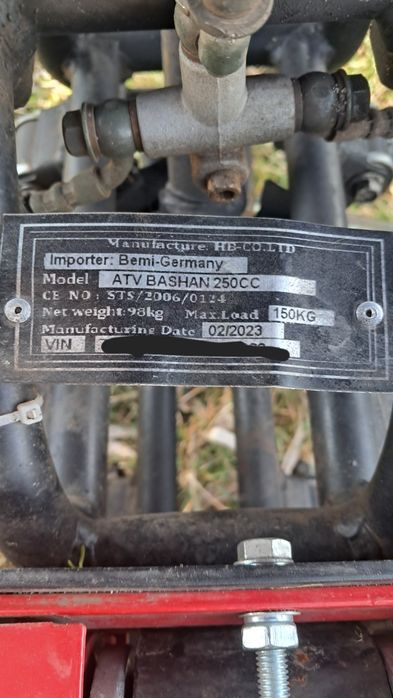 Manufacture: HB-CO.LTD
Importer: Bemi-Germany
Model ATV BASHAN 250CC
CE NO : STS/2006/0124
Net weight:98kg Max.Load 150KG
Manufacturing Date 02/2023
VIN